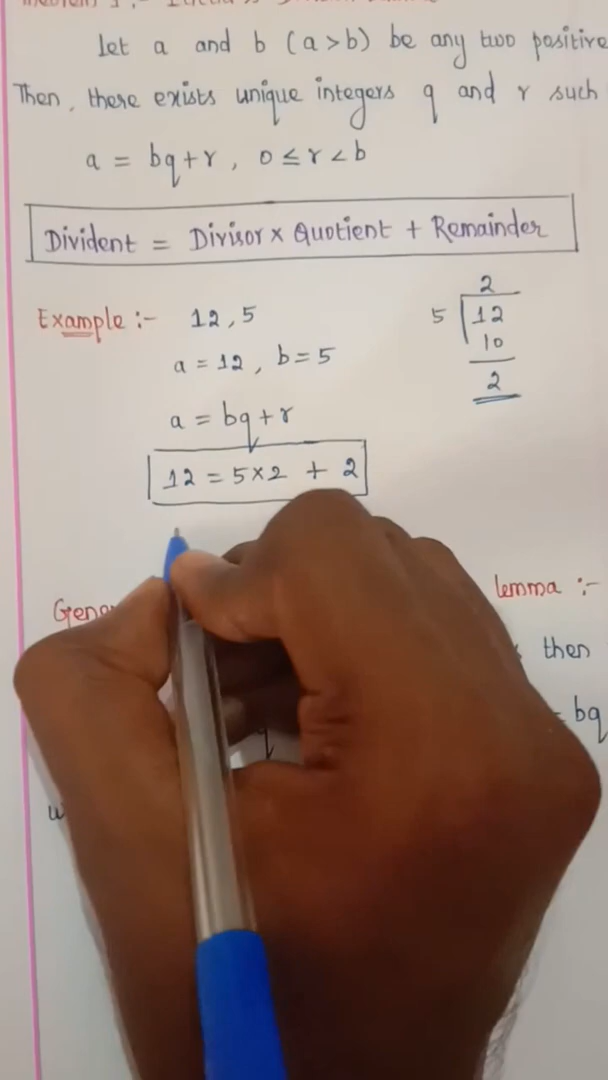 Let a and b (a > b) be any two positive
Then, there exists unique integers q and r such
a = bq + r , 0 ≤ r < b
Divident = Divisor × Quotient + Remainder
Example :- 12, 5
a = 12 , b = 5
a = bq + r
12 = 5 × 2 + 2
2
5 12
10
2
lemma :-
then
bq